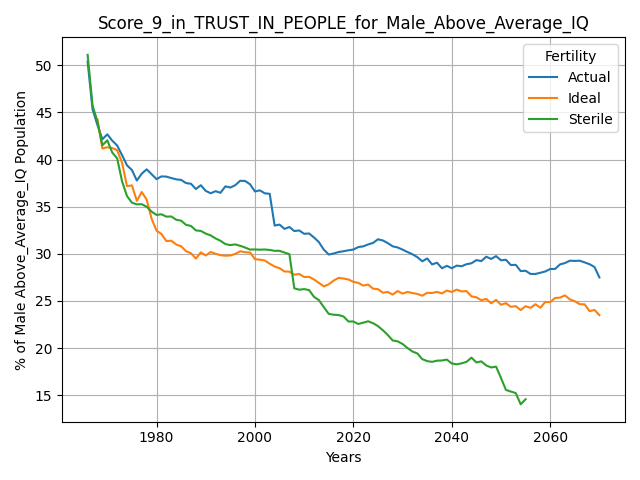 Score_9_in_TRUST_IN_PEOPLE_for_Male_Above_Average_IQ
% of Male Above_Average_IQ Population
50
45
40
35
30
25
20
15
Fertility
Actual
Ideal
Sterile
1980
2000
2020
2040
2060
Years